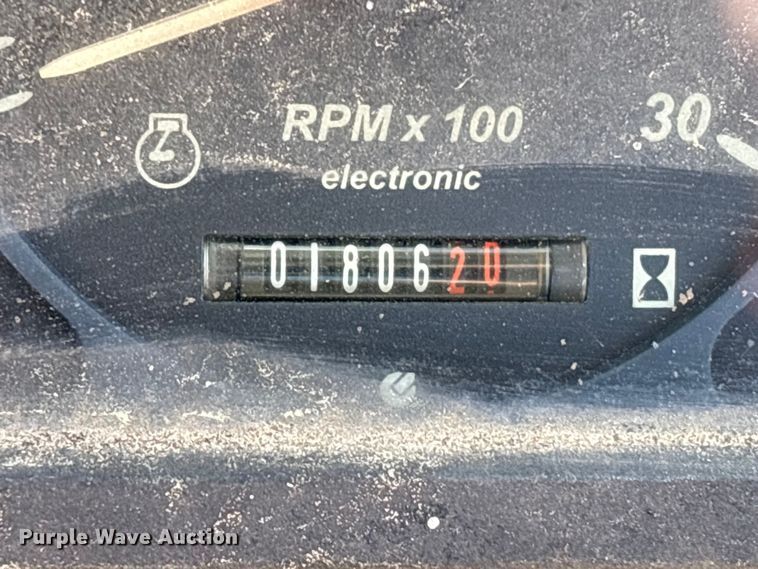 RPM x 100
30
electronic
0180620
Purple Wave Auction